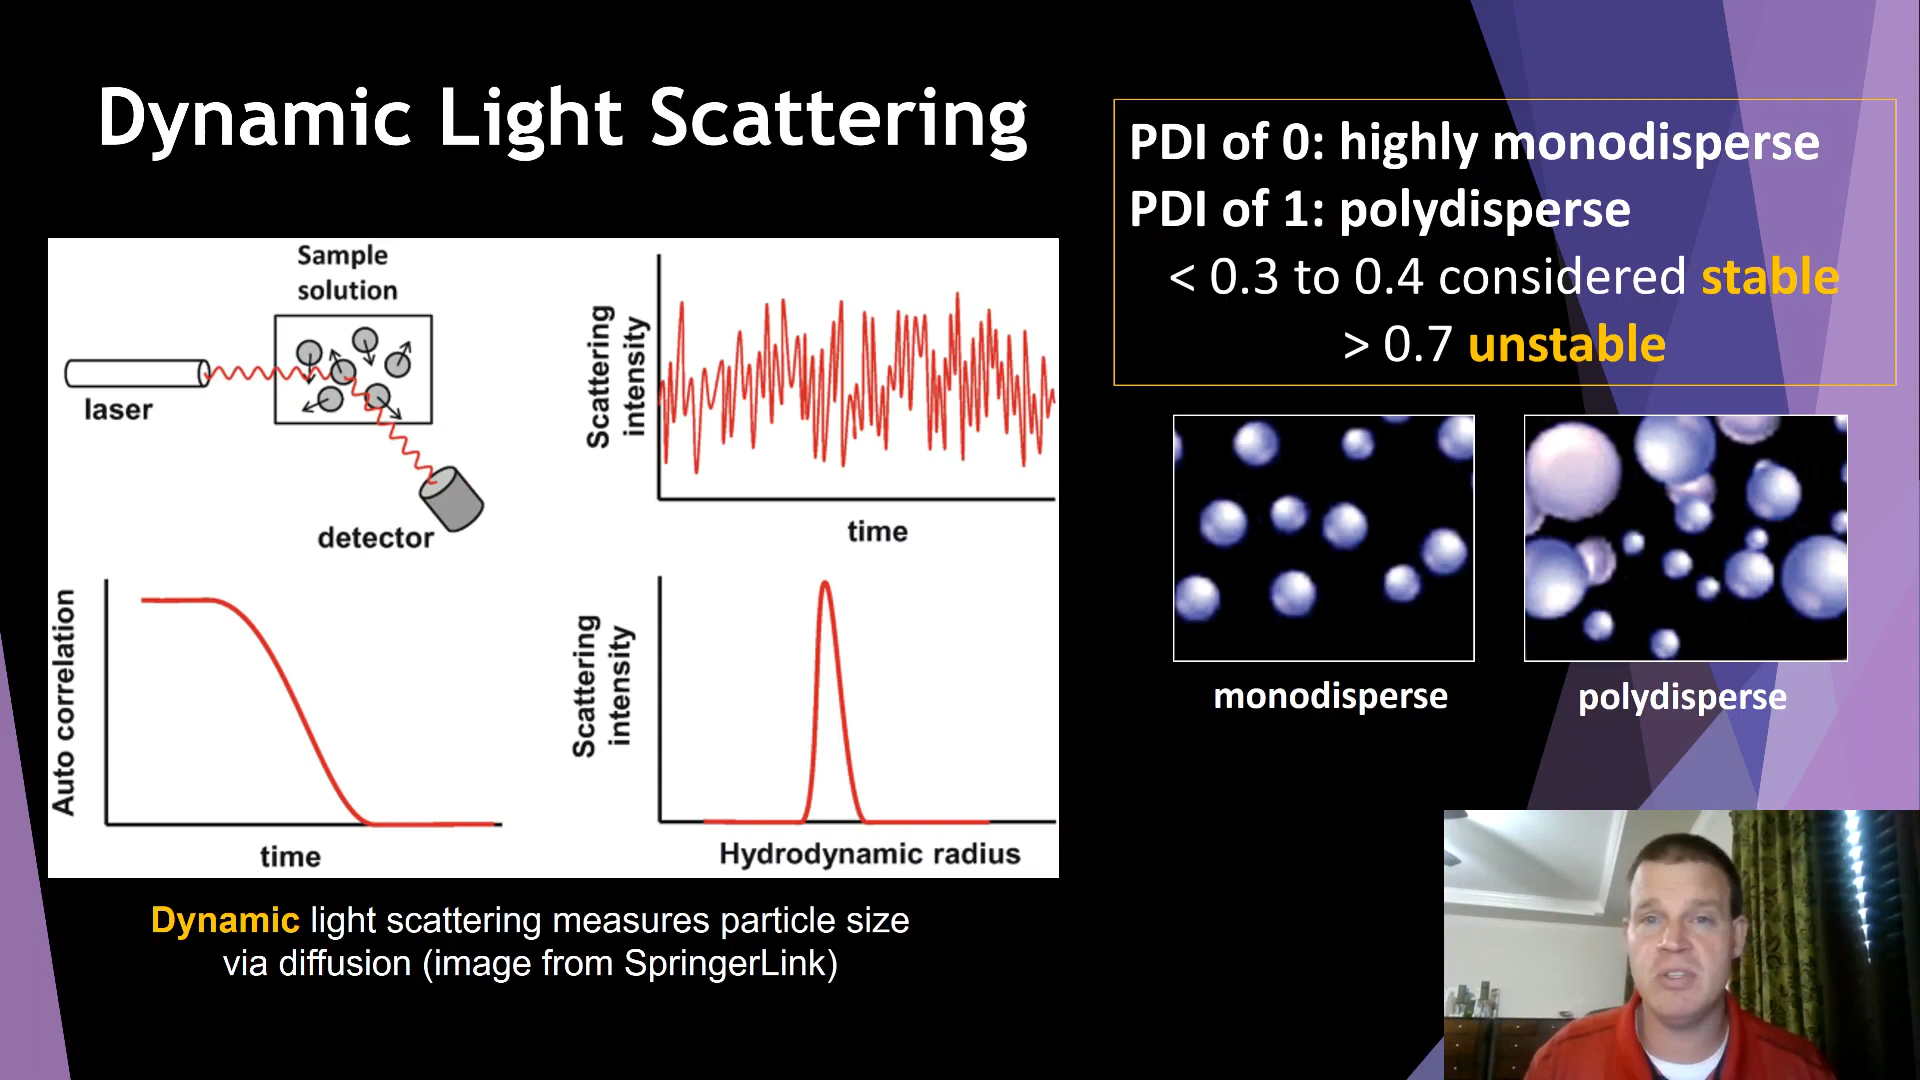 Dynamic Light Scattering
PDI of 0: highly monodisperse
PDI of 1: polydisperse
< 0.3 to 0.4 considered stable
> 0.7 unstable
Sample
solution
laser
detector
Scattering
intensity
time
Auto correlation
time
Scattering
intensity
Hydrodynamic radius
monodisperse
polydisperse
Dynamic light scattering measures particle size
via diffusion (image from SpringerLink)